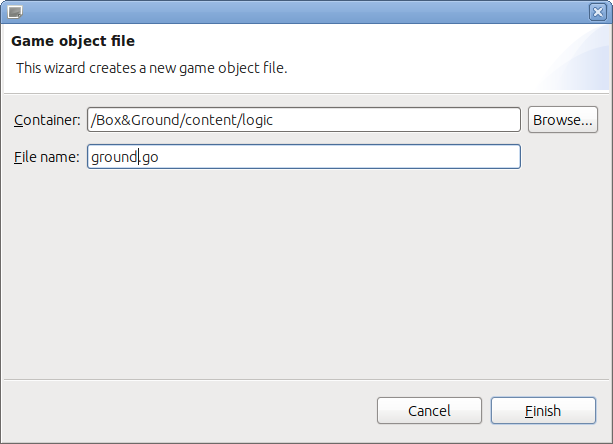 Game object file
This wizard creates a new game object file.
Container: /Box&Ground/content/logic Browse...
File name: ground.go
Cancel Finish